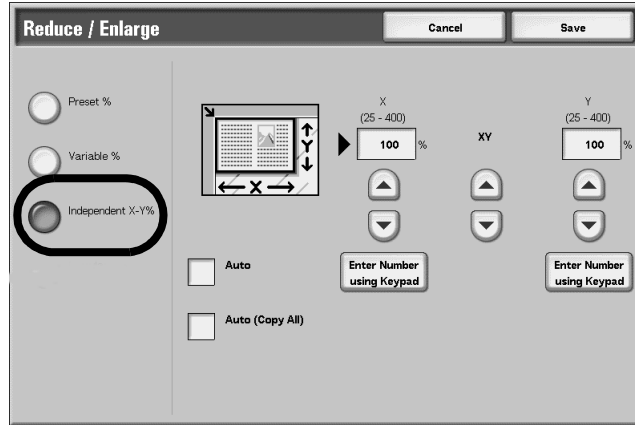 Reduce / Enlarge
Cancel
Save
Preset %
Variable %
Independent X-Y%
X
(25 - 400)
100 %
XY
Y
(25 - 400)
100 %
Y
X
Enter Number
using Keypad
Enter Number
using Keypad
Auto
Auto (Copy All)